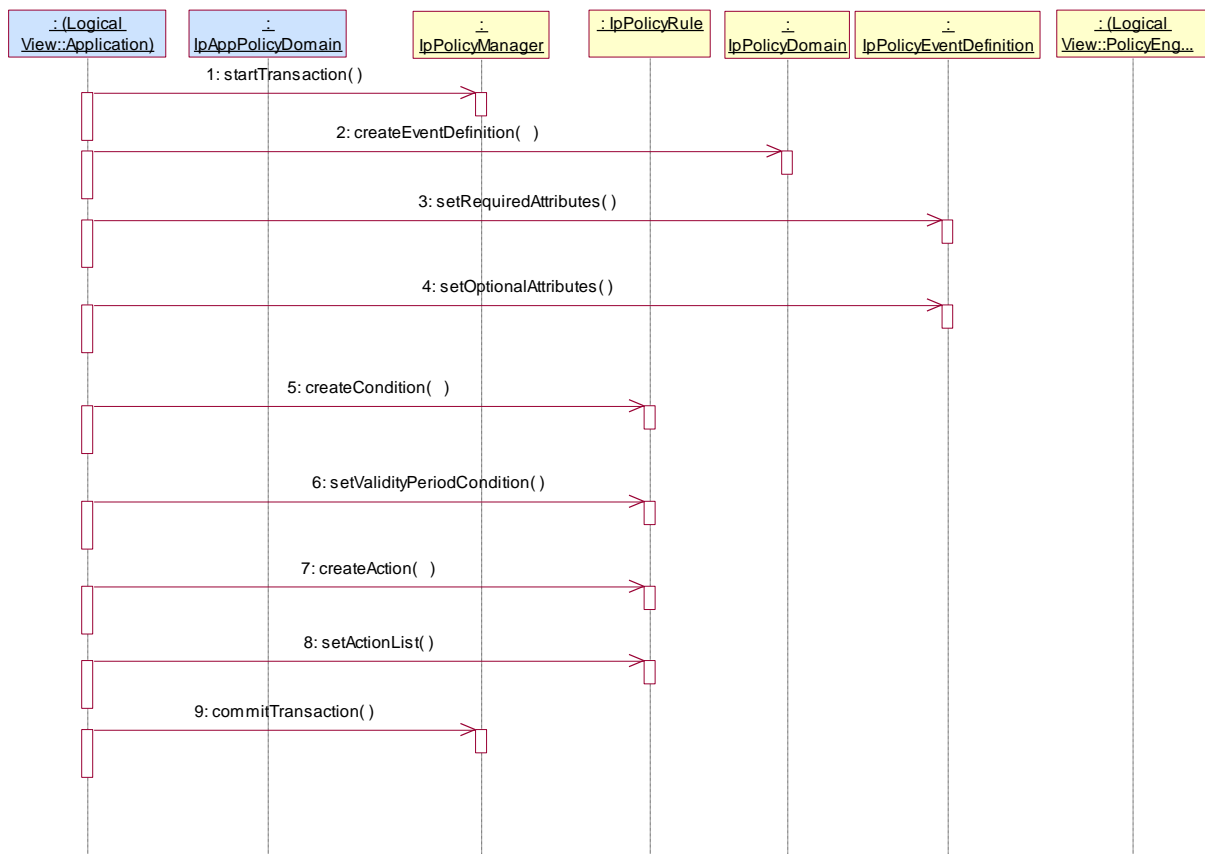 : (Logical
View::Application)
:
IpAppPolicyDomain
:
IpPolicyManager
: IpPolicyRule
:
IpPolicyDomain
:
IpPolicyEventDefinition
: (Logical
View::PolicyEng...
1: startTransaction( )
2: createEventDefinition(  )
3: setRequiredAttributes( )
4: setOptionalAttributes( )
5: createCondition(  )
6: setValidityPeriodCondition( )
7: createAction(  )
8: setActionList( )
9: commitTransaction( )